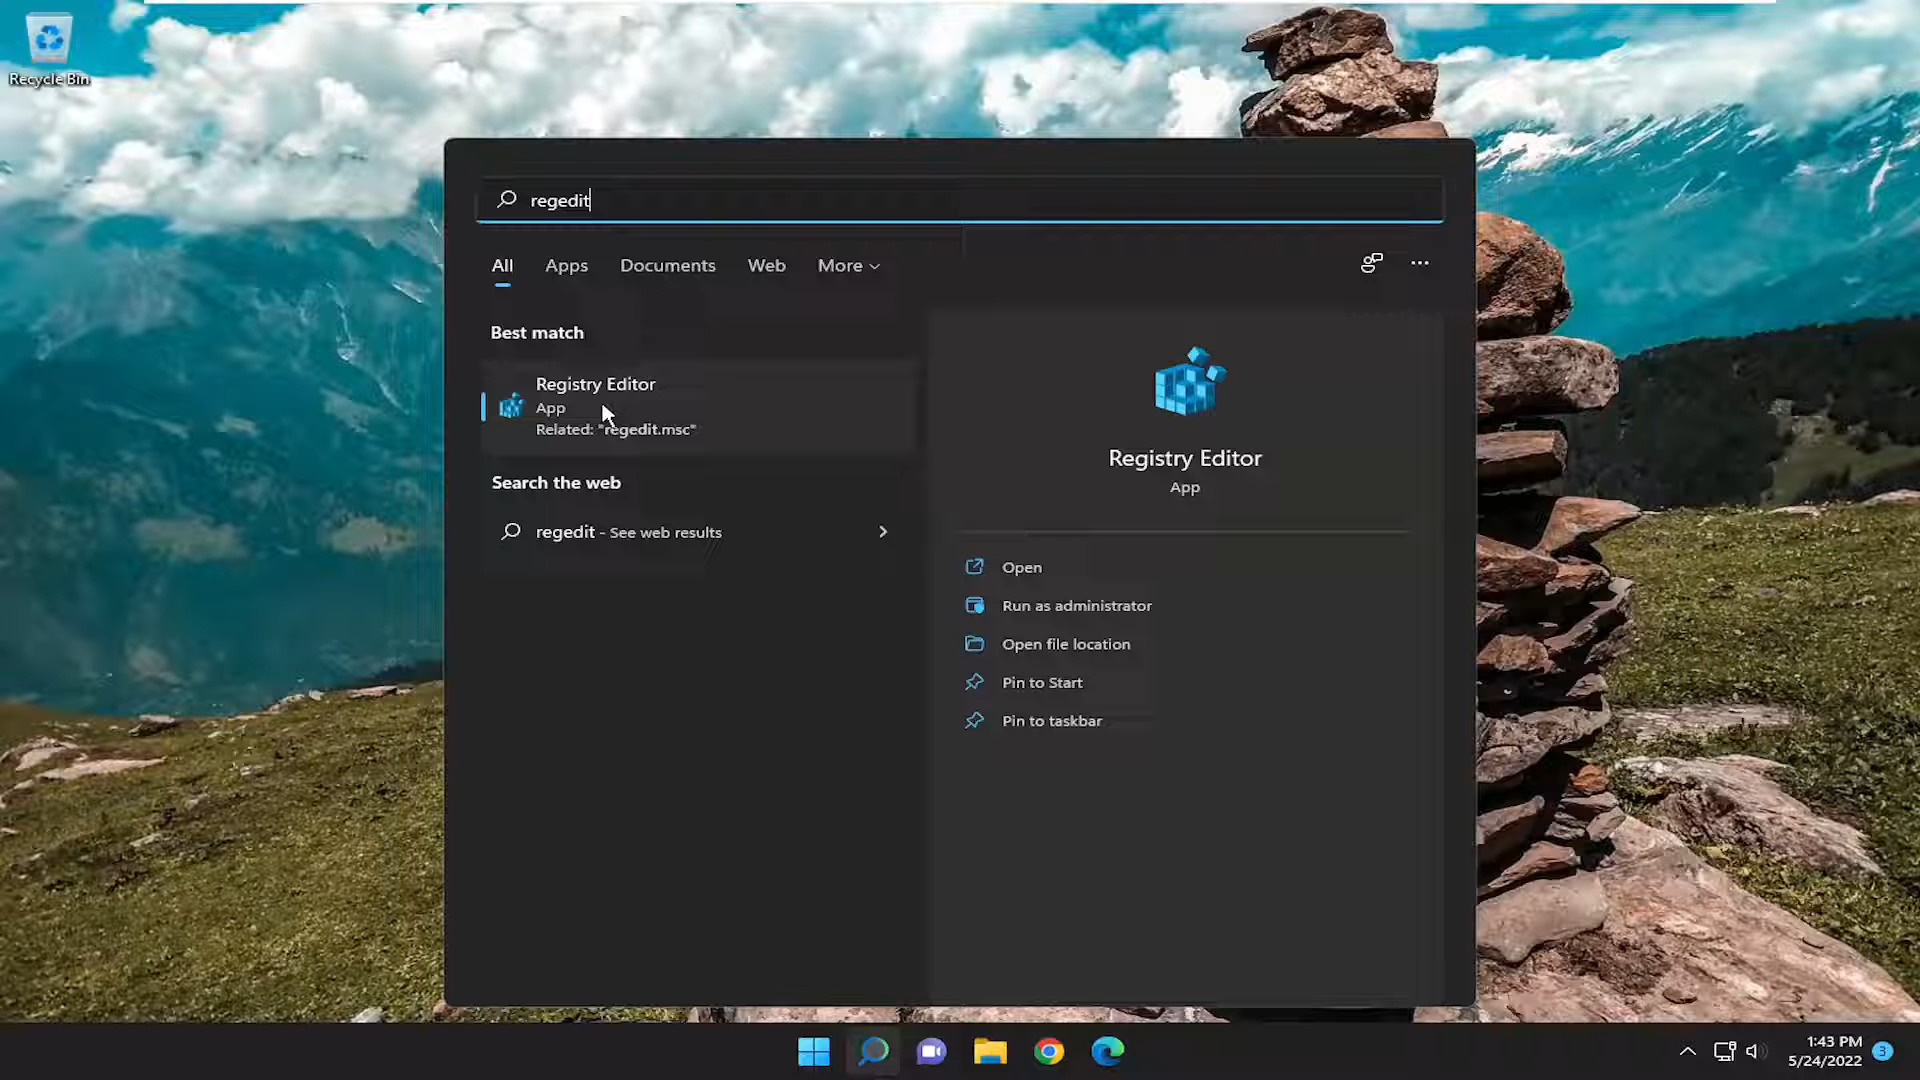 Recycle Bin
regedit
All Apps Documents Web More
Best match
Registry Editor
App
Related: "regedit.msc"
Search the web
regedit - See web results
Registry Editor
App
Open
Run as administrator
Open file location
Pin to Start
Pin to taskbar
1:43 PM
5/24/2022
3